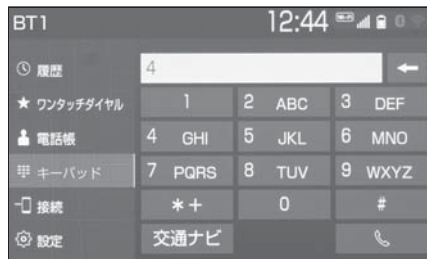 BT1 12:44
履歴 4
ワンタッチダイヤル 1 2 ABC 3 DEF
電話帳 4 GHI 5 JKL 6 MNO
キーパッド 7 PQRS 8 TUV 9 WXYZ
接続 *+ 0 #
設定 交通ナビ